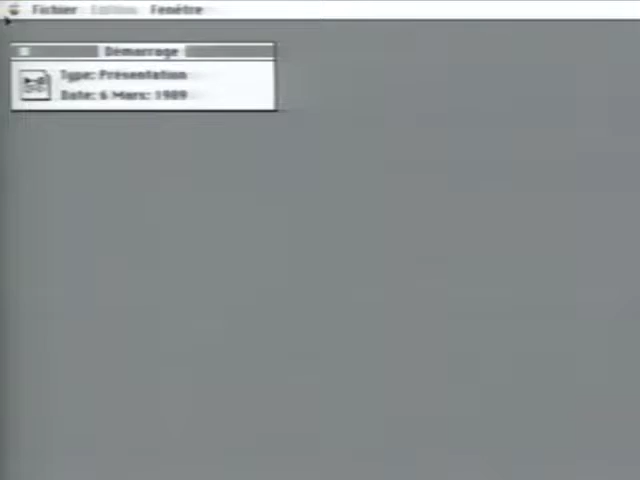 Fichier Edition Fenêtre
Démarrage
Type: Présentation
Date: 6 Mars: 1989